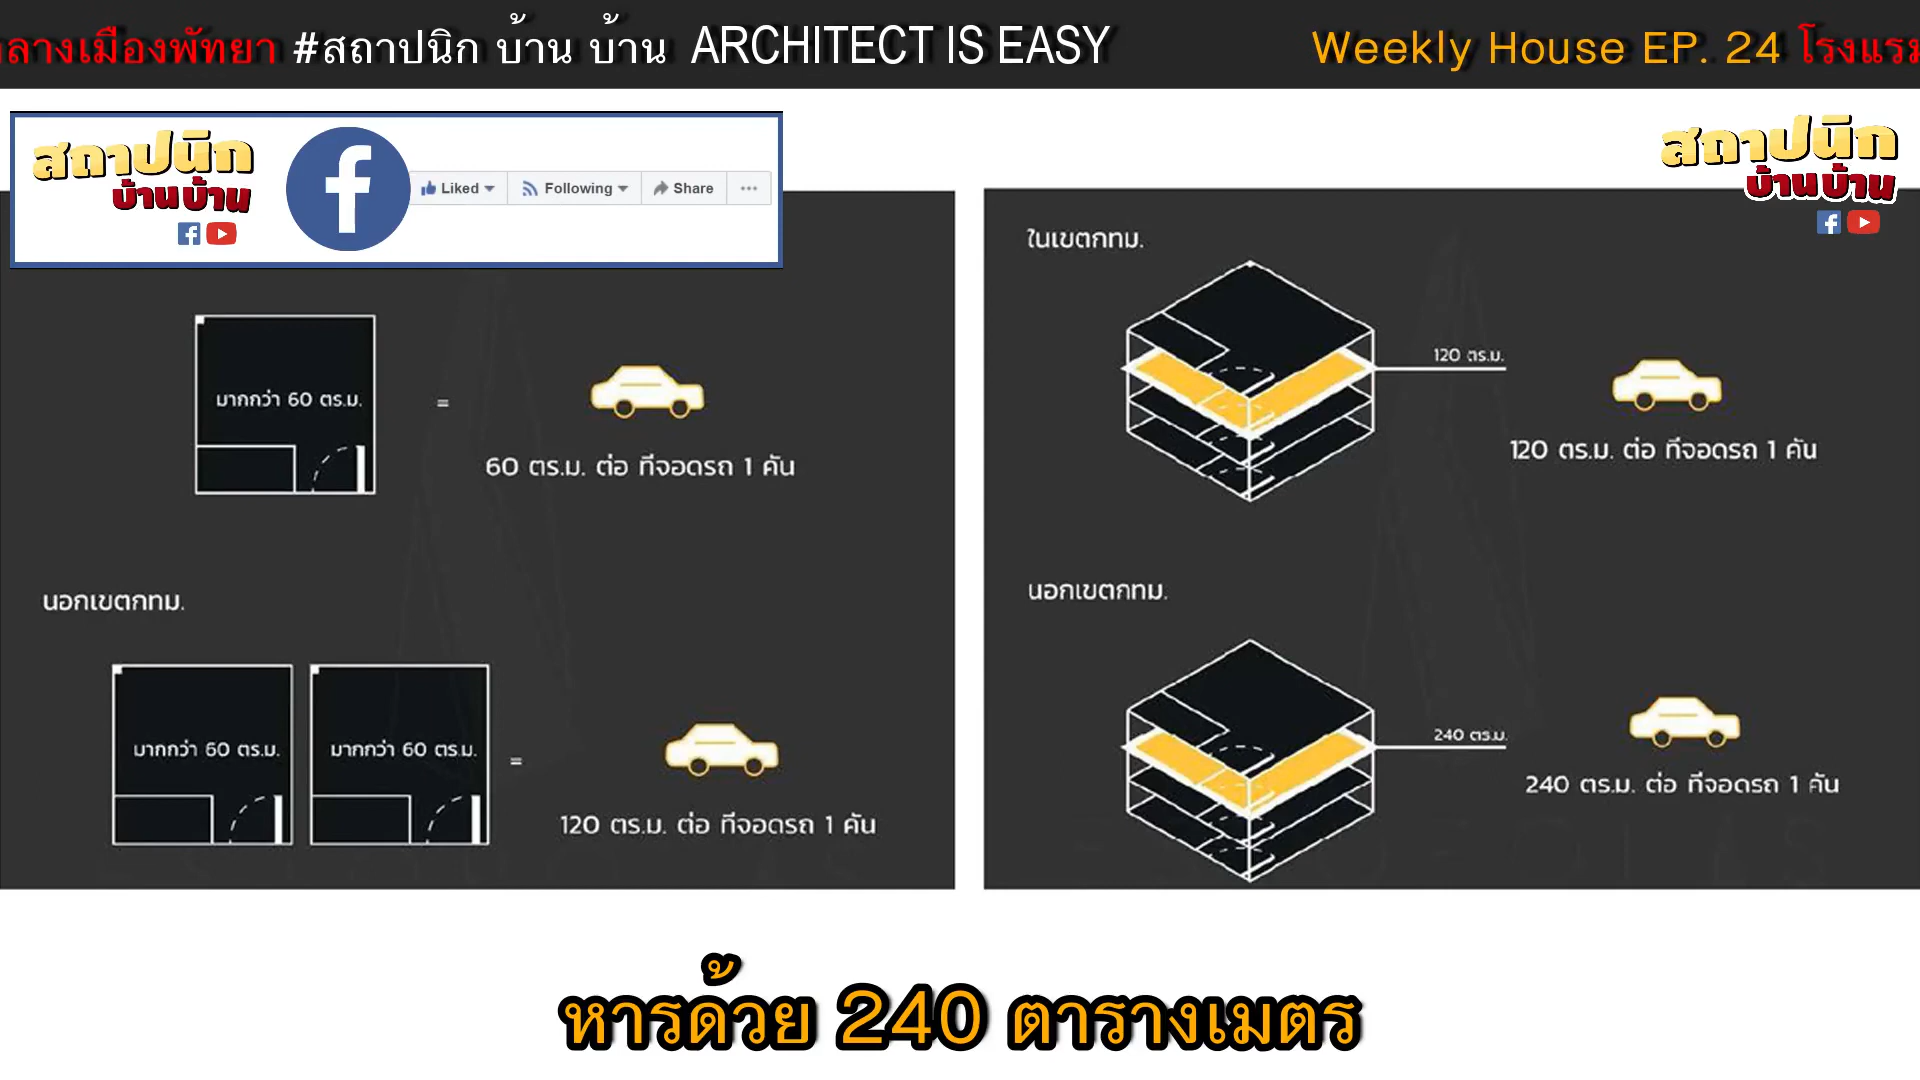 ลางเมืองพัทยา #สถาปนิก บ้าน บ้าน ARCHITECT IS EASY
Weekly House EP. 24 โรงแรม
สถาปนิก
บ้านบ้าน
Liked
Following
Share
สถาปนิก
บ้านบ้าน
มากกว่า 60 ตร.ม.
=
60 ตร.ม. ต่อ ที่จอดรถ 1 คัน
นอกเขตกทม.
มากกว่า 60 ตร.ม.
มากกว่า 60 ตร.ม.
=
120 ตร.ม. ต่อ ที่จอดรถ 1 คัน
ในเขตกทม.
120 ตร.ม.
120 ตร.ม. ต่อ ที่จอดรถ 1 คัน
นอกเขตกทม.
240 ตร.ม.
240 ตร.ม. ต่อ ที่จอดรถ 1 คัน
หารด้วย 240 ตารางเมตร